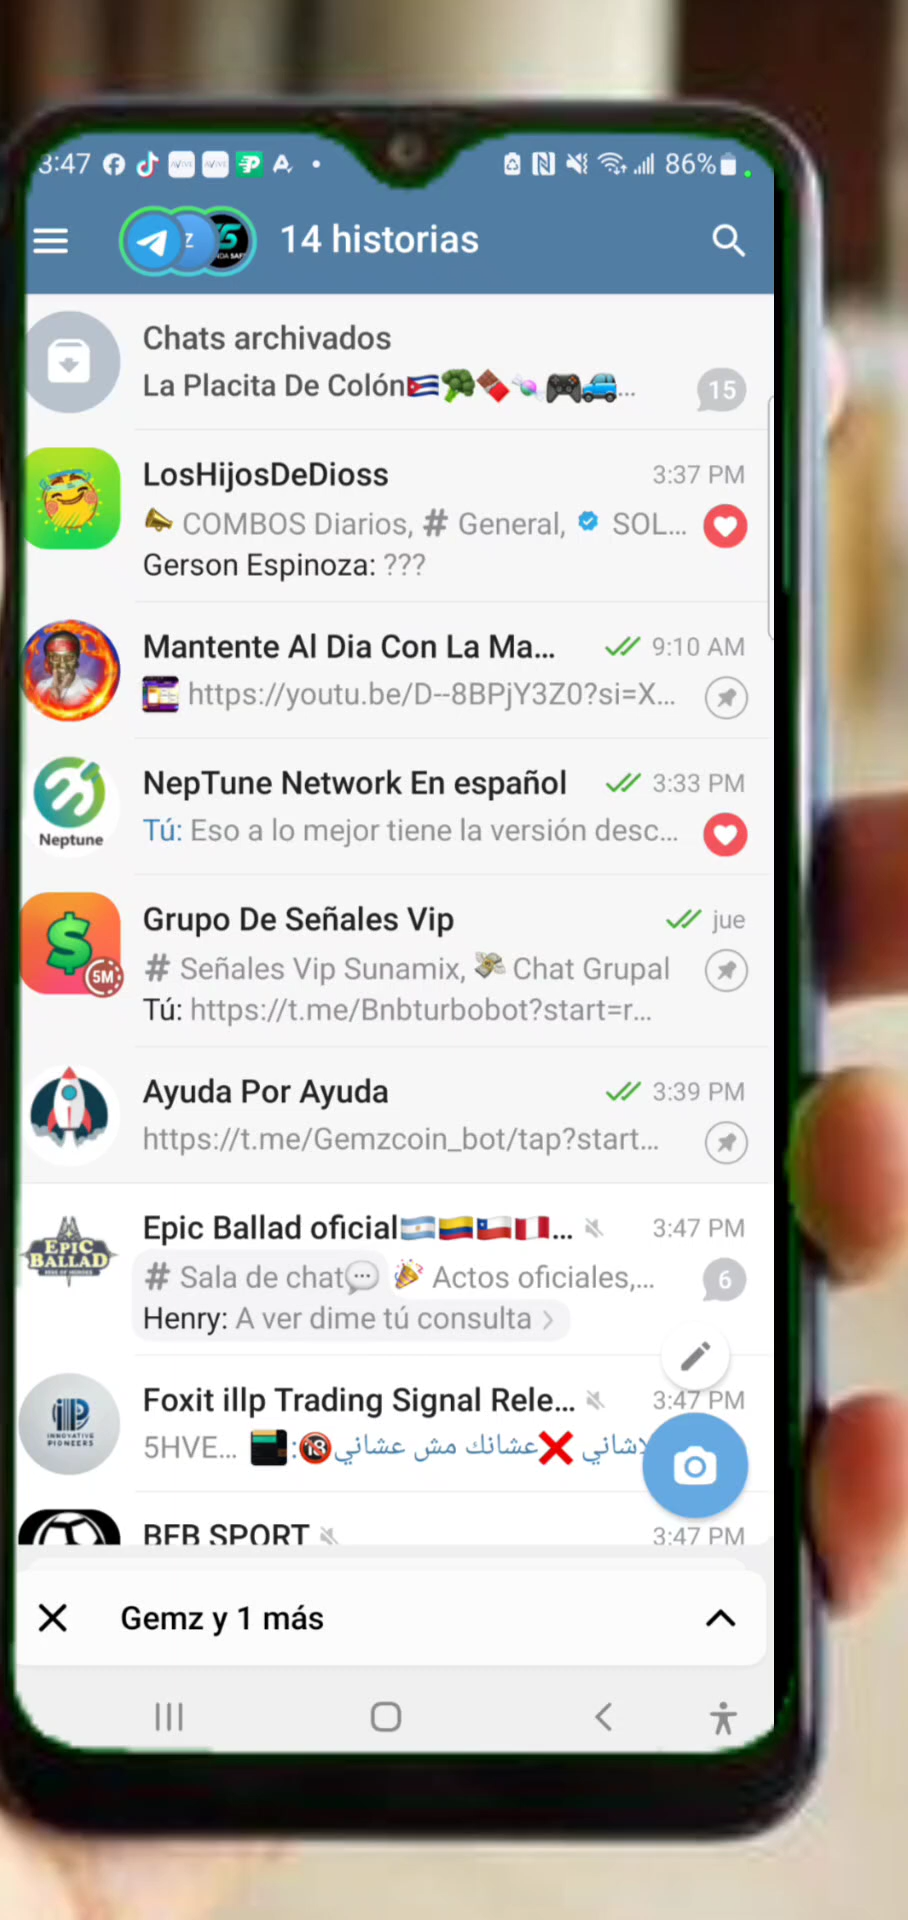 3:47 86%
14 historias
Chats archivados
La Placita De Colón🇨🇺🥦🍫🍬🎮🚙... 15
LosHijosDeDioss 3:37 PM
📣 COMBOS Diarios, # General, SOL...
Gerson Espinoza: ???
Mantente Al Dia Con La Ma... 9:10 AM
https://youtu.be/D--8BPjY3Z0?si=X...
NepTune Network En español 3:33 PM
Neptune
Tú: Eso a lo mejor tiene la versión desc...
Grupo De Señales Vip jue
5M
# Señales Vip Sunamix, 💸 Chat Grupal
Tú: https://t.me/Bnbturbobot?start=r...
Ayuda Por Ayuda 3:39 PM
https://t.me/Gemzcoin_bot/tap?start...
Epic Ballad oficial🇦🇷🇨🇴🇨🇱🇵🇪... 3:47 PM
EPIC
BALLAD
# Sala de chat💬 🎉 Actos oficiales,... 6
Henry: A ver dime tú consulta >
Foxit illp Trading Signal Rele... 3:47 PM
INNOVATIVE
PIONEERS
5HVE... :🔞عشانك مش عشاني❌
BFB SPORT 3:47 PM
Gemz y 1 más